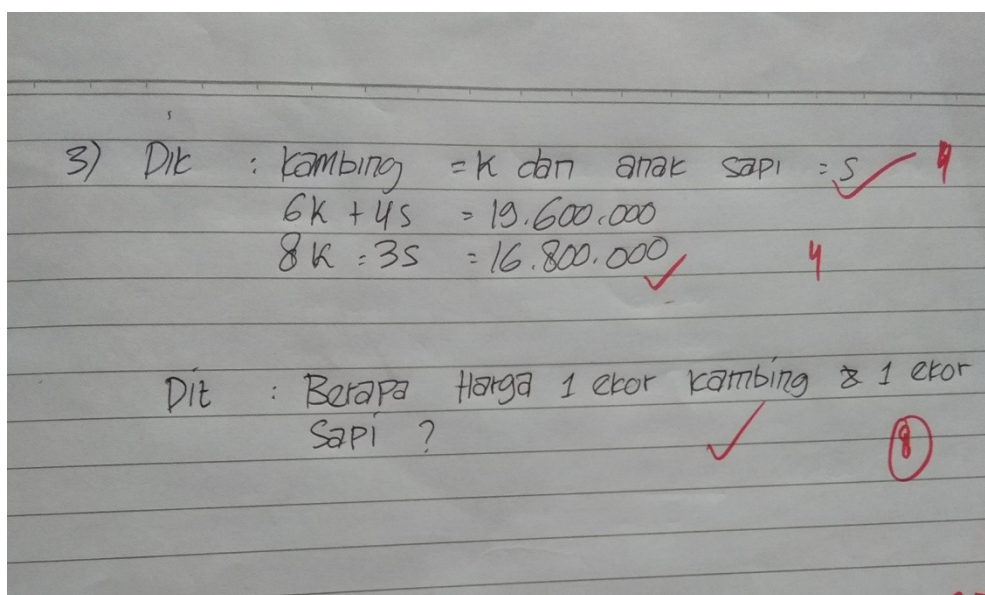 3) Dik : Kambing = K dan anak sapi = S 4
6K + 4S = 19.600.000
8K = 3S = 16.800.000 4
Dit : Berapa Harga 1 ekor kambing & 1 ekor
Sapi ? 8